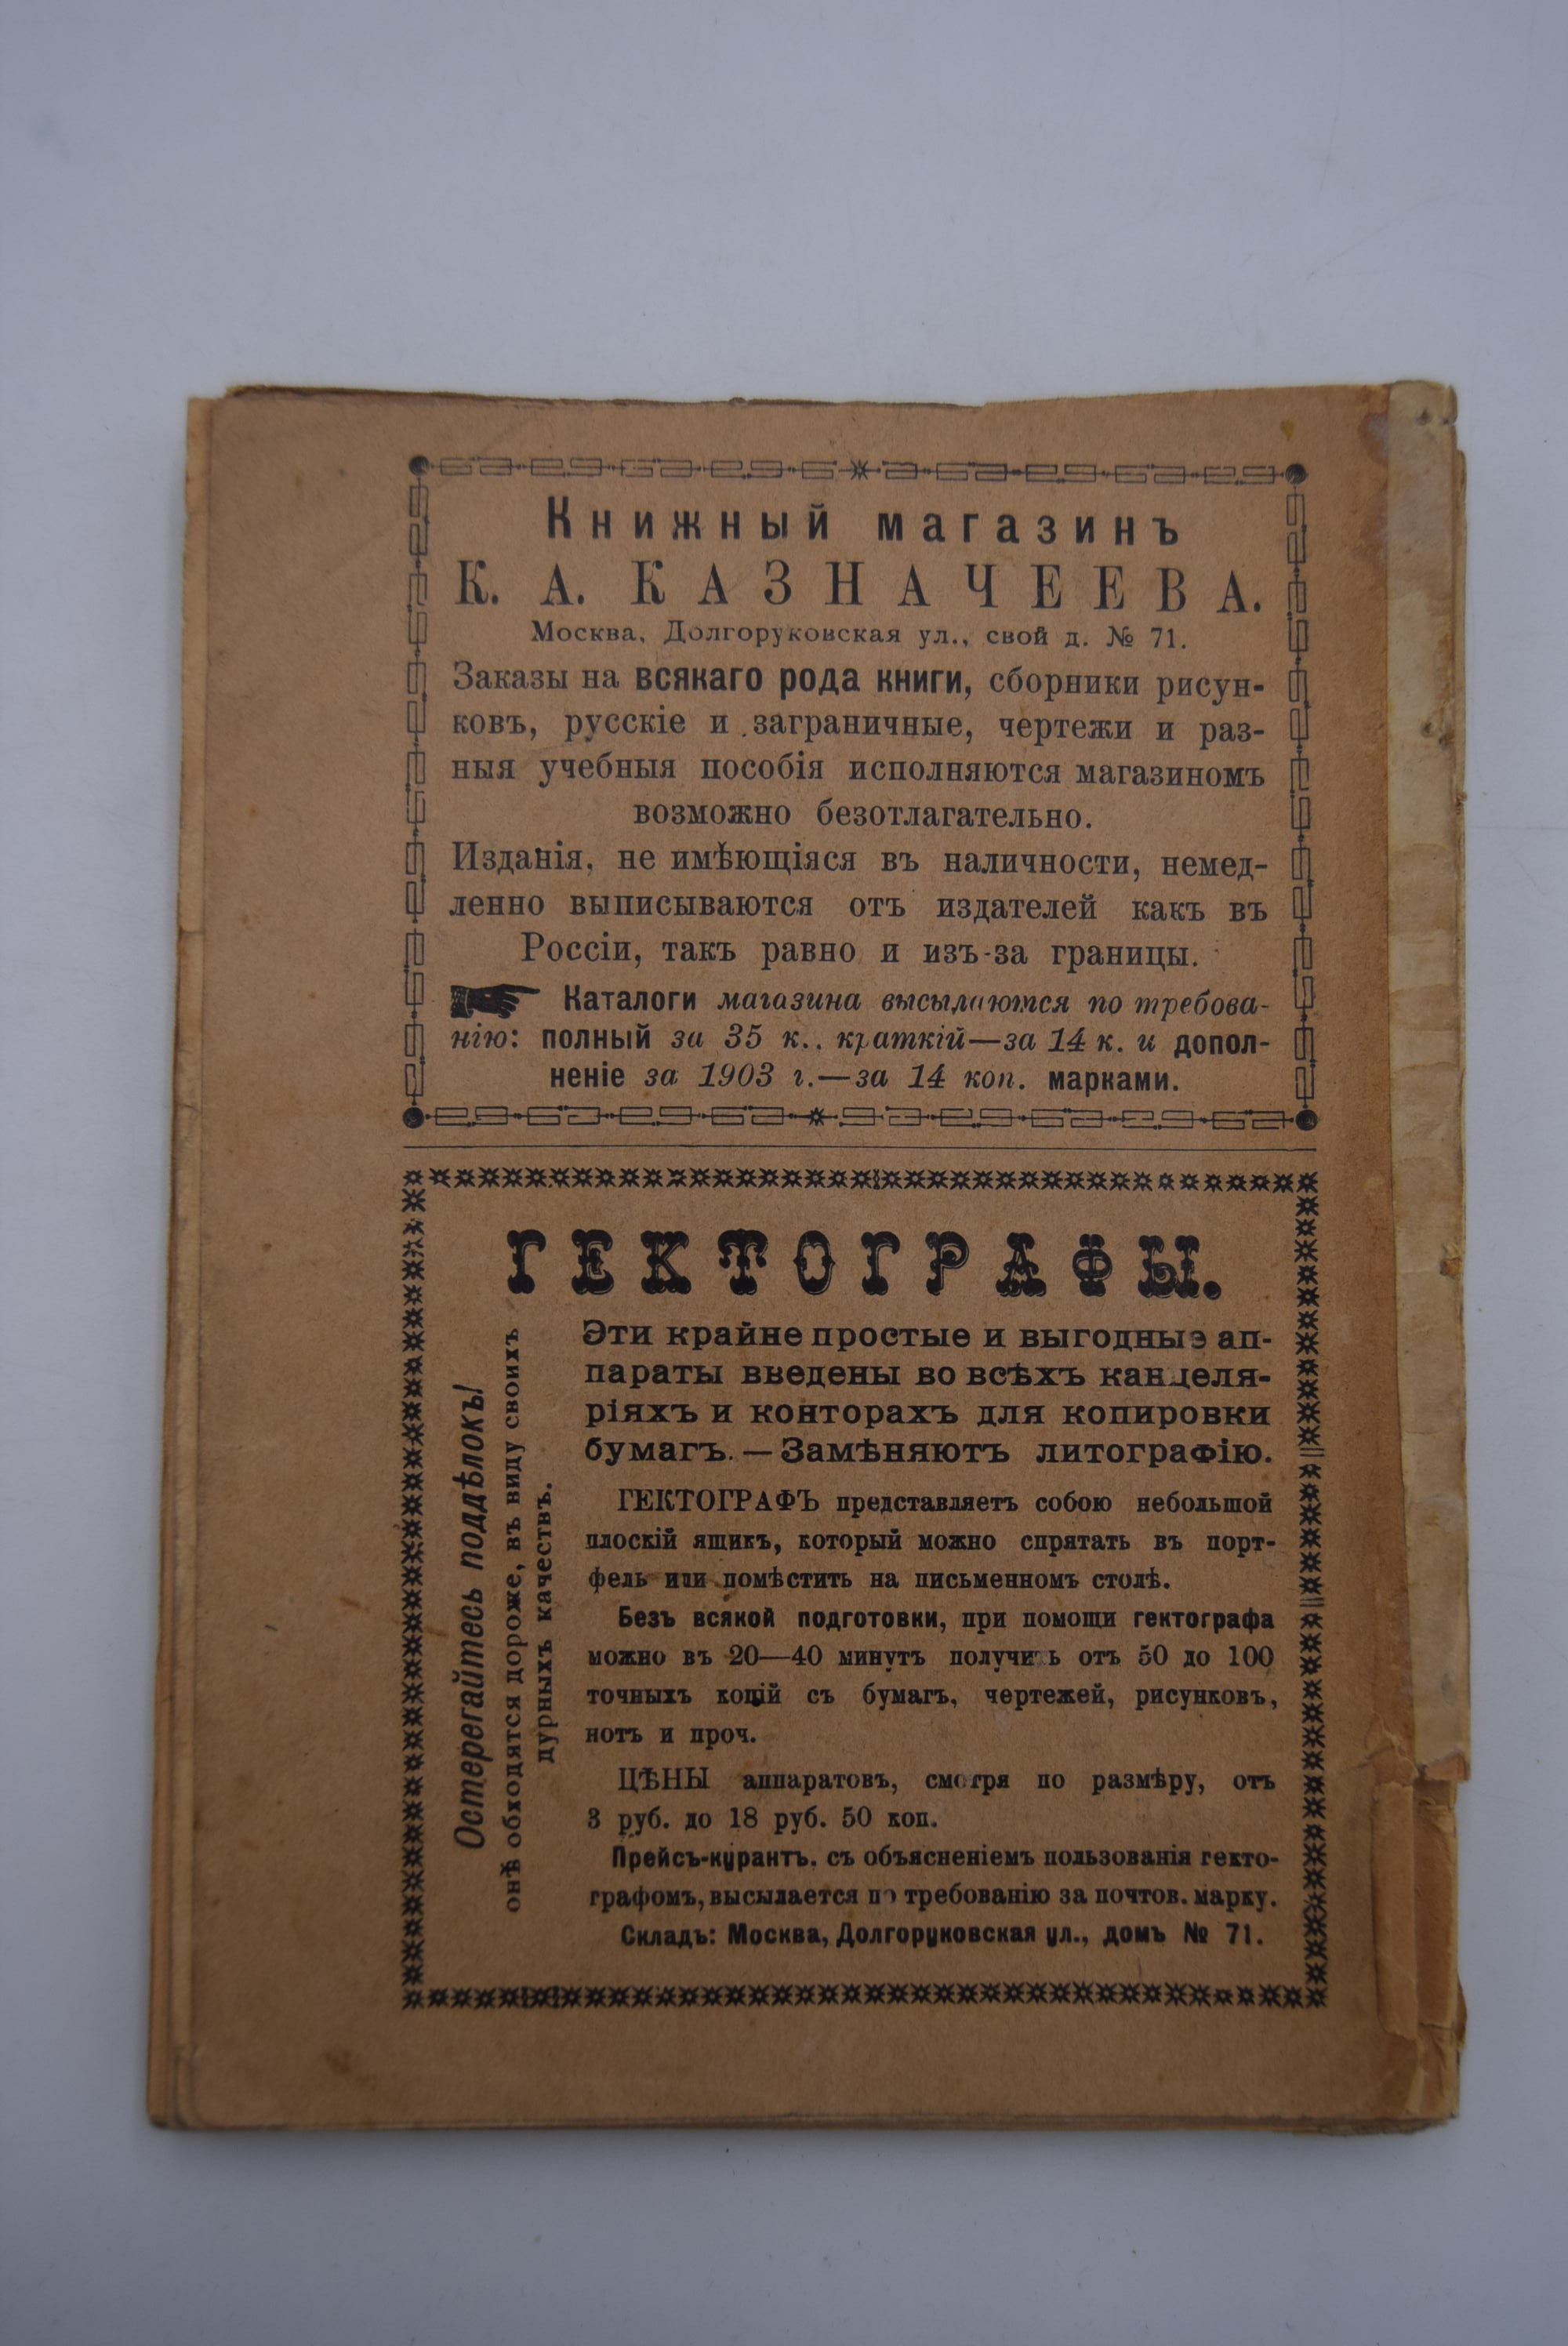 Книжный магазинъ
К. А. КАЗНАЧЕЕВА.
Москва, Долгоруковская ул., свой д. № 71.
Заказы на всякаго рода книги, сборники рисун-
ковъ, русскіе и заграничные, чертежи и раз-
ныя учебныя пособія исполняются магазиномъ
возможно безотлагательно.
Изданія, не имѣющіяся въ наличности, немед-
ленно выписываются отъ издателей какъ въ
Россіи, такъ равно и изъ-за границы.
Каталоги магазина высылаются по требова-
нію: полный за 35 к., краткій—за 14 к. и допол-
неніе за 1903 г.—за 14 коп. марками.
ГЕКТОГРАФЫ.
Остерегайтесь поддѣлокъ!
онѣ обходятся дороже, въ виду своихъ
дурныхъ качествъ.
Эти крайне простые и выгодные ап-
параты введены во всѣхъ канцеля-
ріяхъ и конторахъ для копировки
бумагъ. — Замѣняютъ литографію.
ГЕКТОГРАФЪ представляетъ собою небольшой
плоскій ящикъ, который можно спрятать въ порт-
фель или помѣстить на письменномъ столѣ.
Безъ всякой подготовки, при помощи гектографа
можно въ 20—40 минутъ получить отъ 50 до 100
точныхъ копій съ бумагъ, чертежей, рисунковъ,
нотъ и проч.
ЦѢНЫ аппаратовъ, смотря по размѣру, отъ
3 руб. до 18 руб. 50 коп.
Прейсъ-курантъ. съ объясненіемъ пользованія гекто-
графомъ, высылается по требованію за почтов. марку.
Складъ: Москва, Долгоруковская ул., домъ № 71.